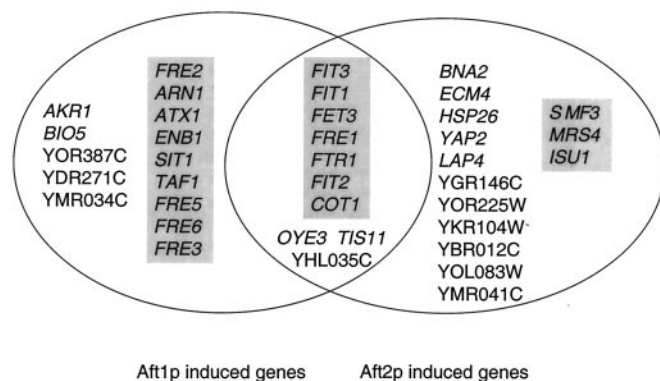 AKR1
BIO5
YOR387C
YDR271C
YMR034C
FRE2
ARN1
ATX1
ENB1
SIT1
TAF1
FRE5
FRE6
FRE3
FIT3
FIT1
FET3
FRE1
FTR1
FIT2
COT1
OYE3 TIS11
YHL035C
BNA2
ECM4
HSP26
YAP2
LAP4
YGR146C
YOR225W
YKR104W
YBR012C
YOL083W
YMR041C
SMF3
MRS4
ISU1
Aft1p induced genes
Aft2p induced genes